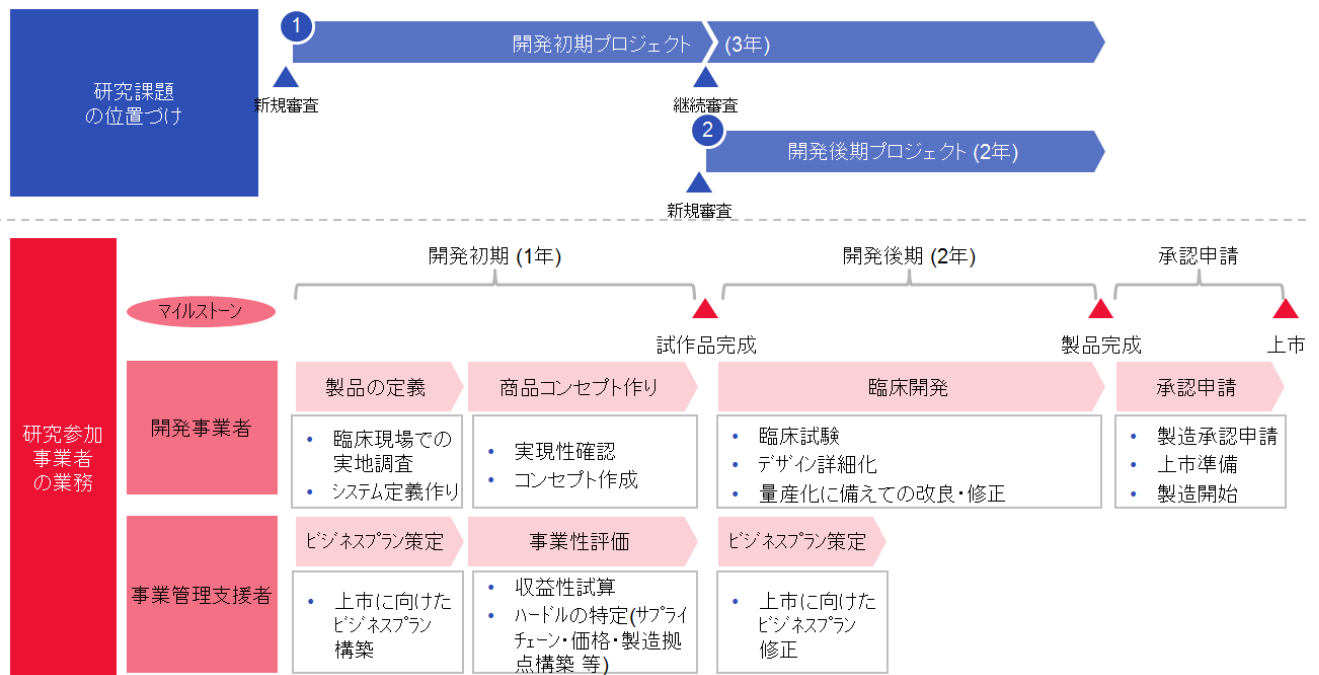 1
開発初期プロジェクト (3年)
研究課題
の位置づけ
新規審査
継続審査
2
開発後期プロジェクト (2年)
新規審査
開発初期 (1年)
開発後期 (2年)
承認申請
マイルストーン
試作品完成
製品完成
上市
研究参加
事業者
の業務
開発事業者
製品の定義
商品コンセプト作り
臨床開発
承認申請
• 臨床現場での
実地調査
• システム定義作り
• 実現性確認
• コンセプト作成
• 臨床試験
• デザイン詳細化
• 量産化に備えての改良・修正
• 製造承認申請
• 上市準備
• 製造開始
事業管理支援者
ビジネスプラン策定
事業性評価
ビジネスプラン策定
• 上市に向けた
ビジネスプラン
構築
• 収益性試算
• ハードルの特定(サプライ
チェーン・価格・製造拠
点構築 等)
• 上市に向けた
ビジネスプラン
修正